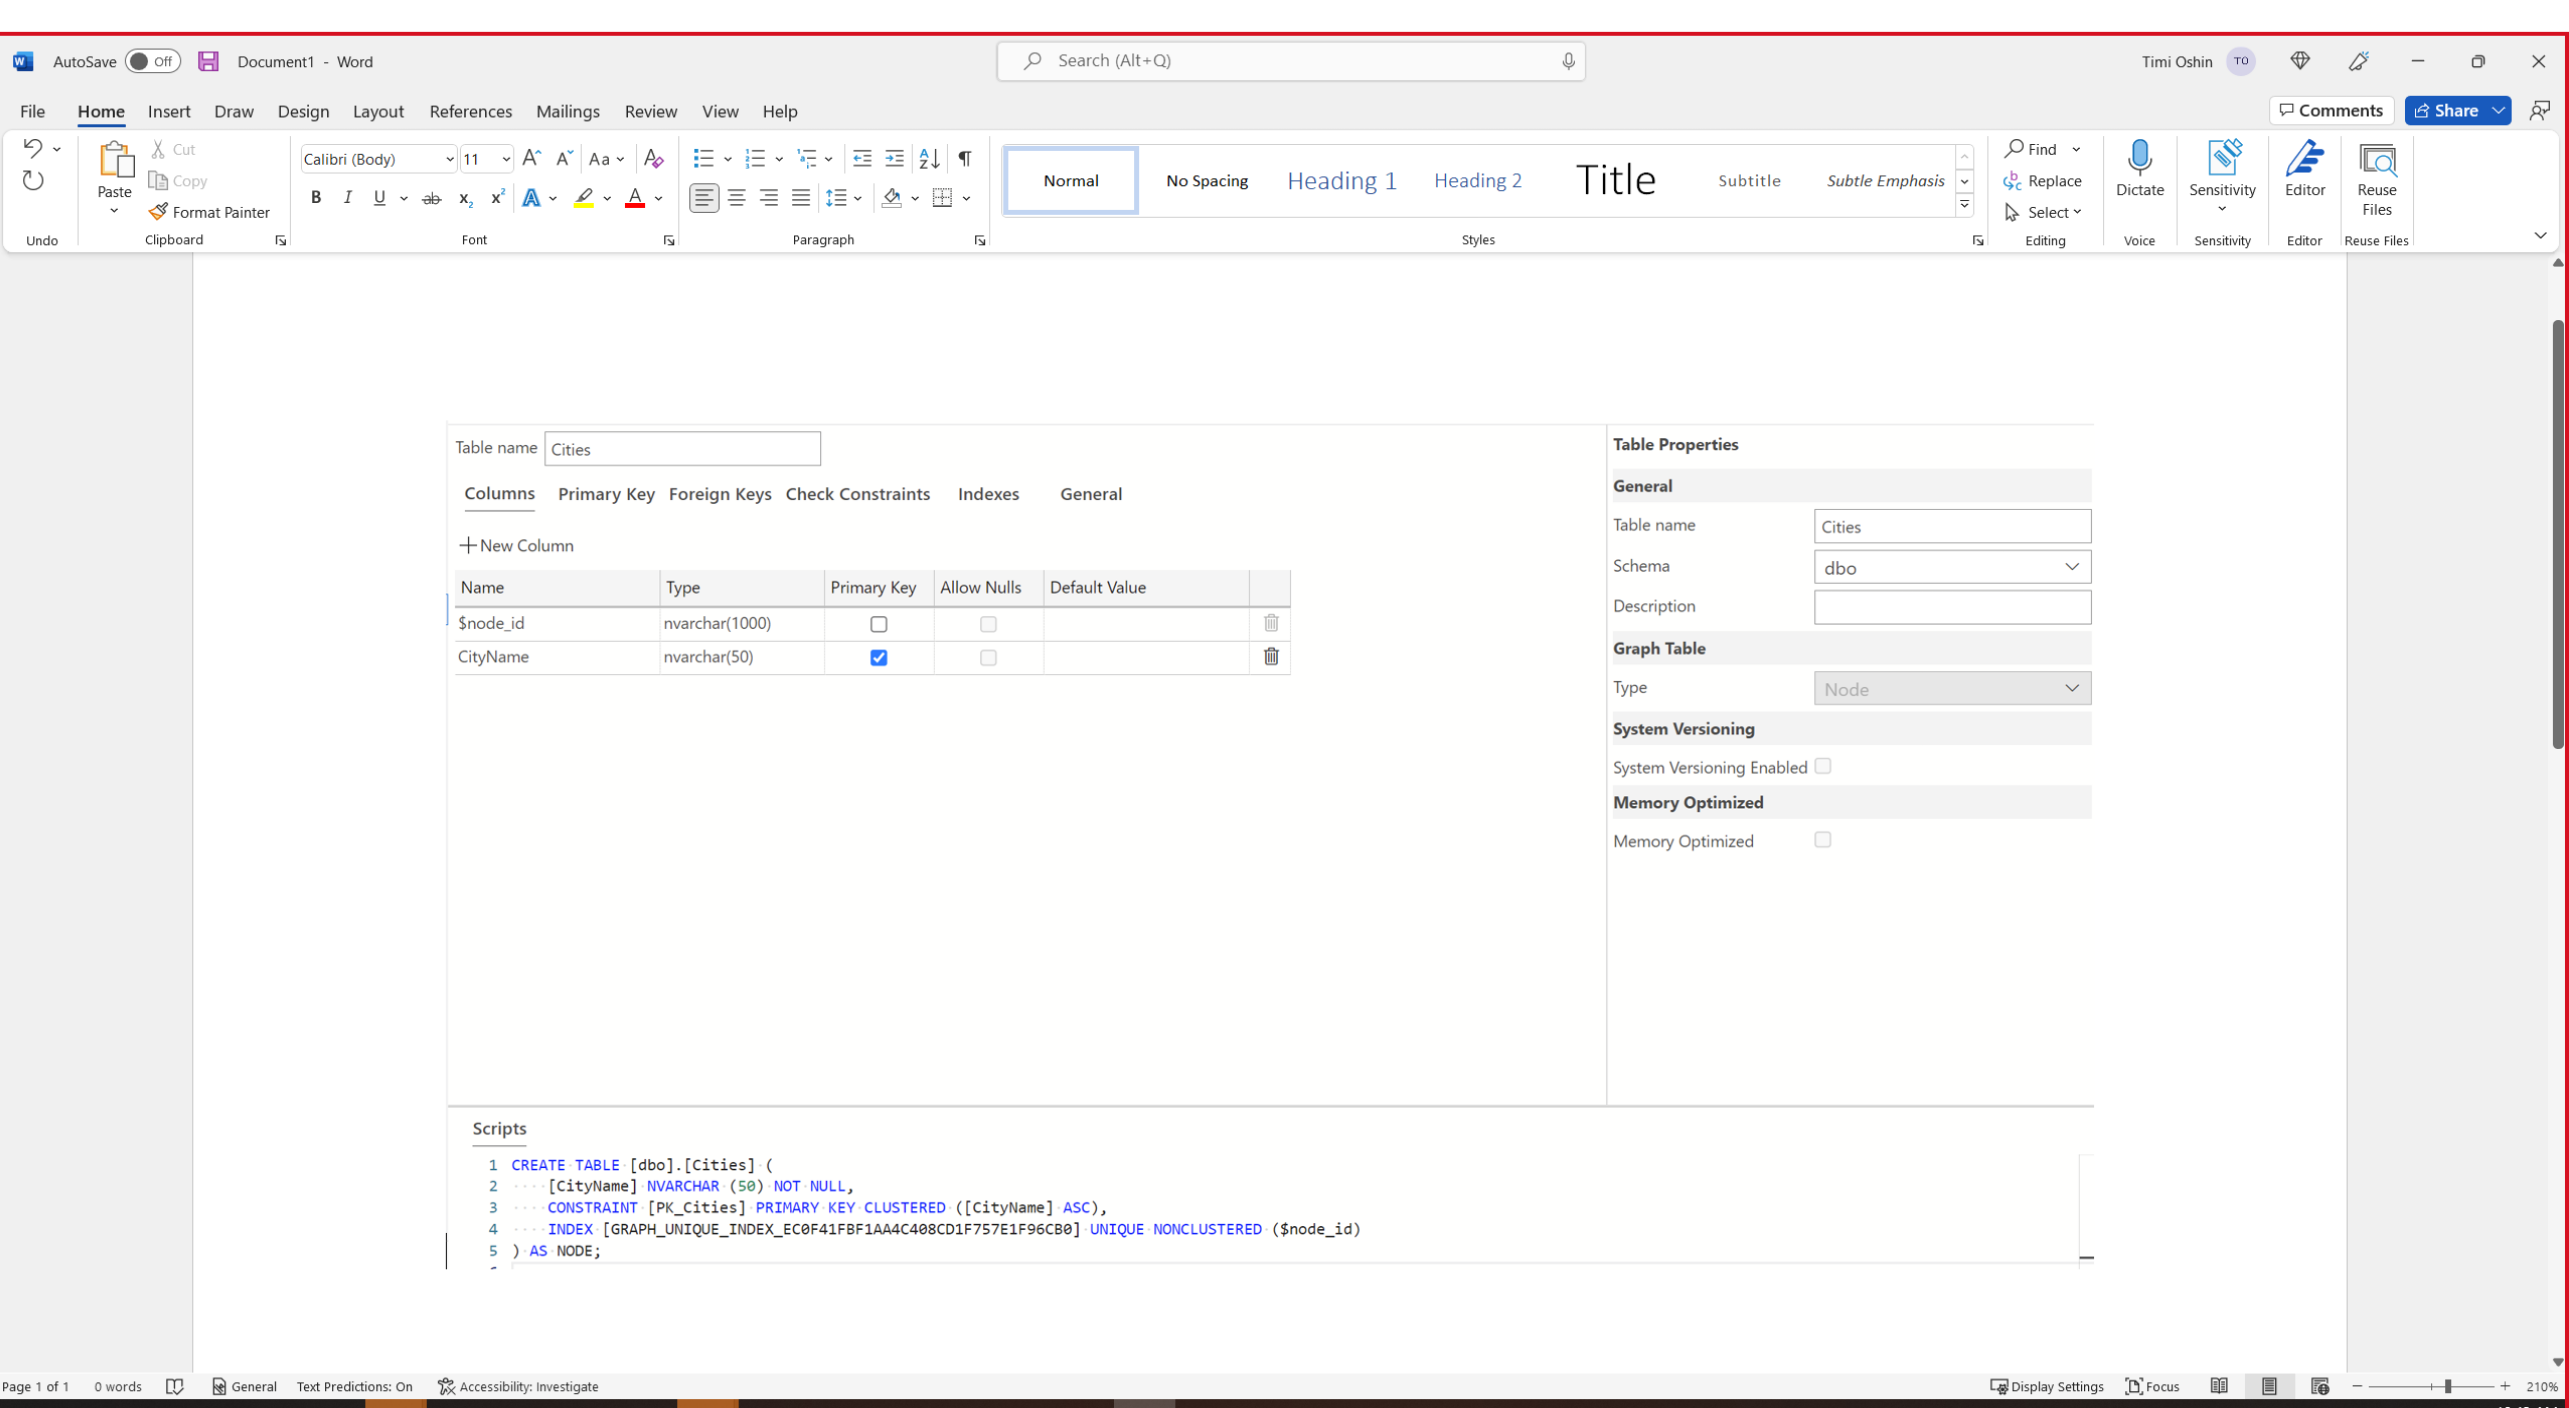 AutoSave Off Document1 - Word Search (Alt+Q) Timi Oshin TO
File Home Insert Draw Design Layout References Mailings Review View Help Comments Share
Cut
Copy
Paste
Format Painter
Calibri (Body) 11 Aa
Normal No Spacing Heading 1 Heading 2 Title Subtitle Subtle Emphasis
Find
Replace
Select
Dictate Sensitivity Editor Reuse
Files
Undo Clipboard Font Paragraph Styles Editing Voice Sensitivity Editor Reuse Files
Table name Cities
Columns Primary Key Foreign Keys Check Constraints Indexes General
New Column
Name Type Primary Key Allow Nulls Default Value
$node_id nvarchar(1000)
CityName nvarchar(50)
Table Properties
General
Table name Cities
Schema dbo
Description
Graph Table
Type Node
System Versioning
System Versioning Enabled
Memory Optimized
Memory Optimized
Scripts
1 CREATE TABLE [dbo].[Cities] (
2 [CityName] NVARCHAR (50) NOT NULL,
3 CONSTRAINT [PK_Cities] PRIMARY KEY CLUSTERED ([CityName] ASC),
4 INDEX [GRAPH_UNIQUE_INDEX_EC0F41FBF1AA4C408CD1F757E1F96CB0] UNIQUE NONCLUSTERED ($node_id)
5 ) AS NODE;
Page 1 of 1 0 words General Text Predictions: On Accessibility: Investigate Display Settings Focus 210%